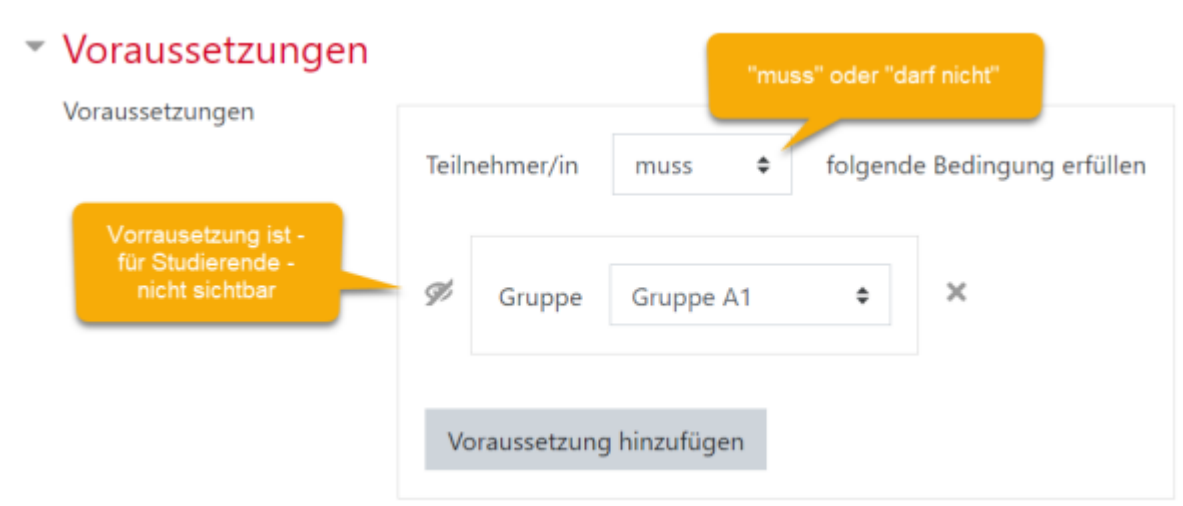 Voraussetzungen
"muss" oder "darf nicht"
Voraussetzungen
Teilnehmer/in muss folgende Bedingung erfüllen
Vorrausetzung ist -
für Studierende -
nicht sichtbar
Gruppe Gruppe A1
Voraussetzung hinzufügen